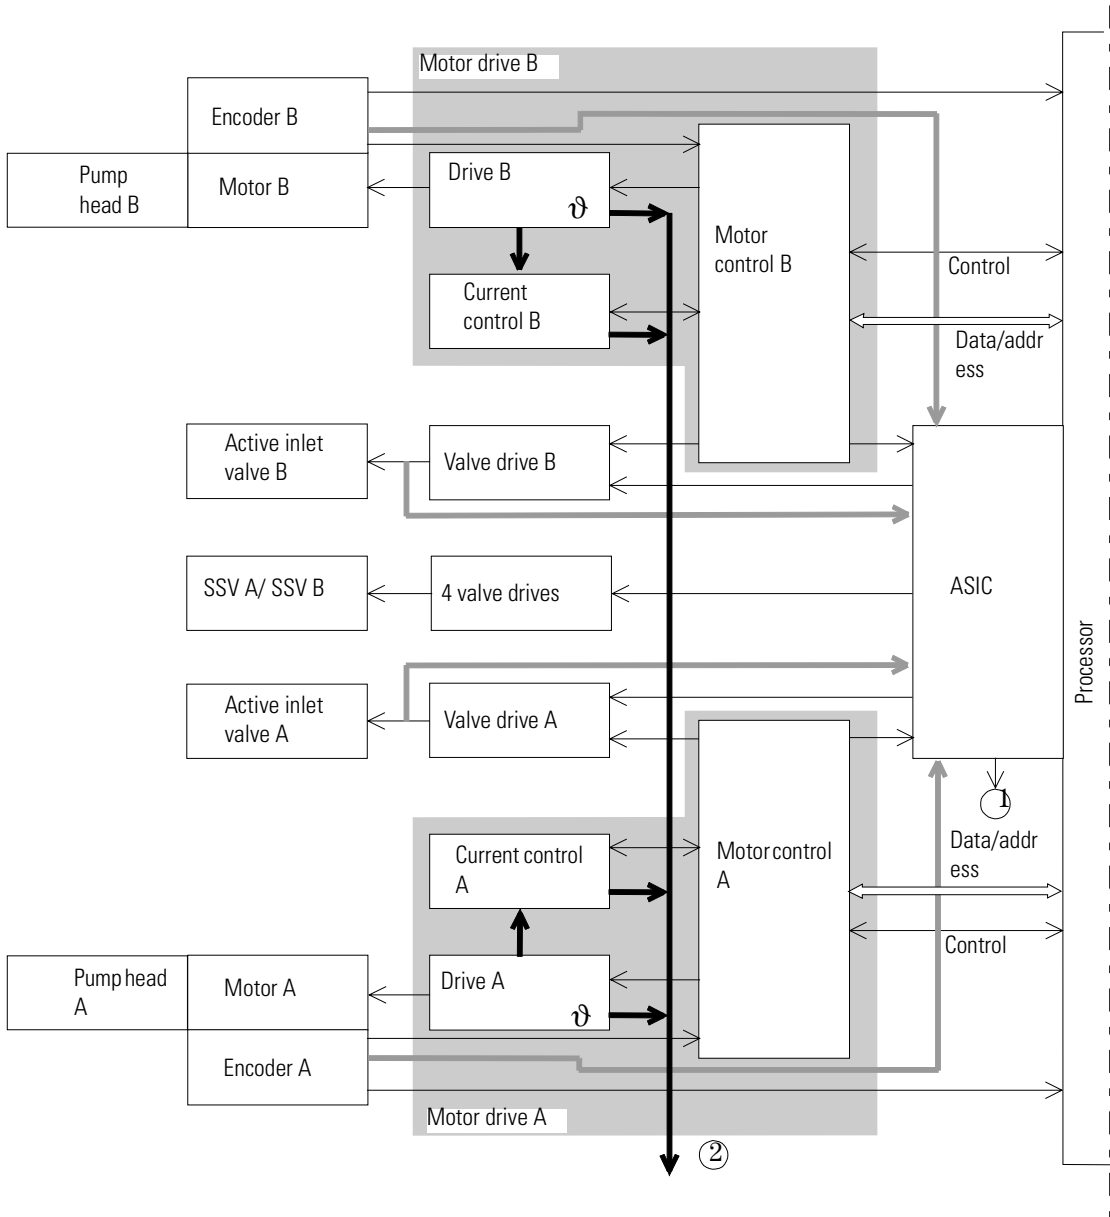 Motor drive B
Encoder B
Pump
head B
Motor B
Drive B
ϑ
Motor
control B
Control
Current
control B
Data/addr
ess
Active inlet
valve B
Valve drive B
SSV A/ SSV B
4 valve drives
ASIC
Processor
Active inlet
valve A
Valve drive A
1
Data/addr
ess
Current control
A
Motor control
A
Control
Pump head
A
Motor A
Drive A
ϑ
Encoder A
Motor drive A
2